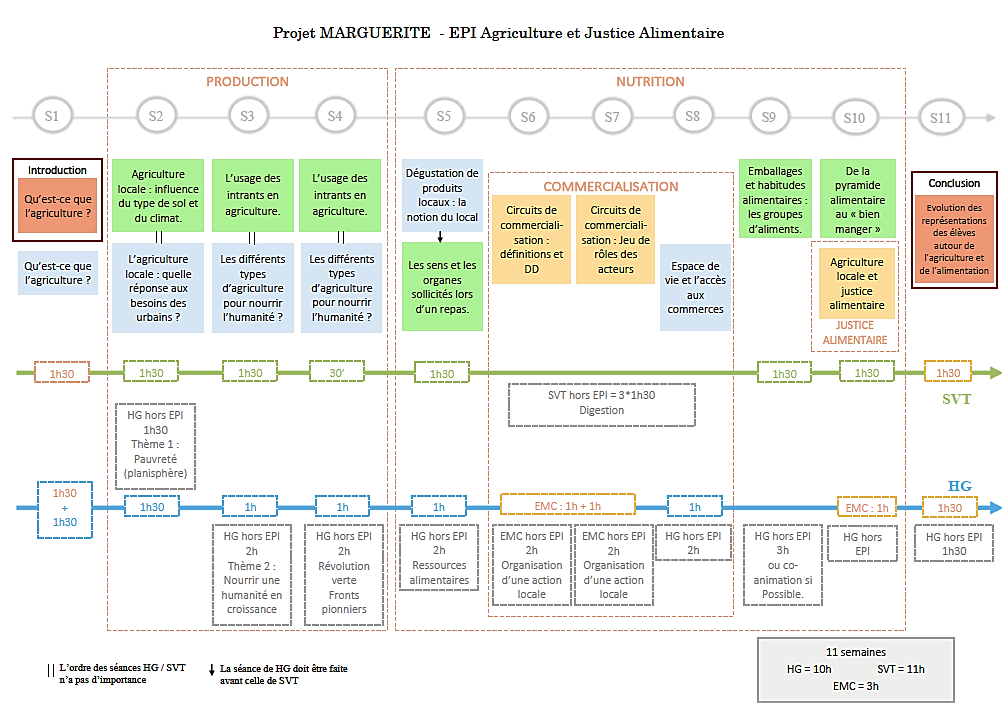 Projet MARGUERITE - EPI Agriculture et Justice Alimentaire
PRODUCTION
NUTRITION
S1
S2
S3
S4
S5
S6
S7
S8
S9
S10
S11
Introduction
Qu'est-ce que
l'agriculture ?
Qu'est-ce que
l'agriculture ?
Agriculture
locale : influence
du type de sol et
du climat.
L'agriculture
locale : quelle
réponse aux
besoins des
urbains ?
L'usage des
intrants en
agriculture.
Les différents
types
d'agriculture
pour nourrir
l'humanité ?
L'usage des
intrants en
agriculture.
Les différents
types
d'agriculture
pour nourrir
l'humanité ?
Dégustation de
produits
locaux : la
notion du local
Les sens et les
organes
sollicités lors
d'un repas.
COMMERCIALISATION
Circuits de
commerciali-
sation :
définitions et
DD
Circuits de
commerciali-
sation : Jeu de
rôles des
acteurs
Espace de
vie et l'accès
aux
commerces
Emballages
et habitudes
alimentaires :
les groupes
d'aliments.
De la
pyramide
alimentaire
au « bien
manger »
Agriculture
locale et
justice
alimentaire
JUSTICE
ALIMENTAIRE
Conclusion
Evolution des
représentations
des élèves
autour de
l'agriculture et
de l'alimentation
1h30
1h30
1h30
30'
1h30
1h30
1h30
1h30
SVT
SVT hors EPI = 3*1h30
Digestion
HG hors EPI
1h30
Thème 1 :
Pauvreté
(planisphère)
HG
1h30
+
1h30
1h30
1h
1h
1h
EMC : 1h + 1h
1h
EMC : 1h
1h30
HG hors EPI
2h
Thème 2 :
Nourrir une
humanité en
croissance
HG hors EPI
2h
Révolution
verte
Fronts
pionniers
HG hors EPI
2h
Ressources
alimentaires
EMC hors EPI
2h
Organisation
d'une action
locale
EMC hors EPI
2h
Organisation
d'une action
locale
HG hors EPI
2h
HG hors EPI
3h
ou co-
animation si
Possible.
HG hors
EPI
HG hors EPI
1h30
L'ordre des séances HG / SVT
n'a pas d'importance
La séance de HG doit être faite
avant celle de SVT
11 semaines
HG = 10h SVT = 11h
EMC = 3h